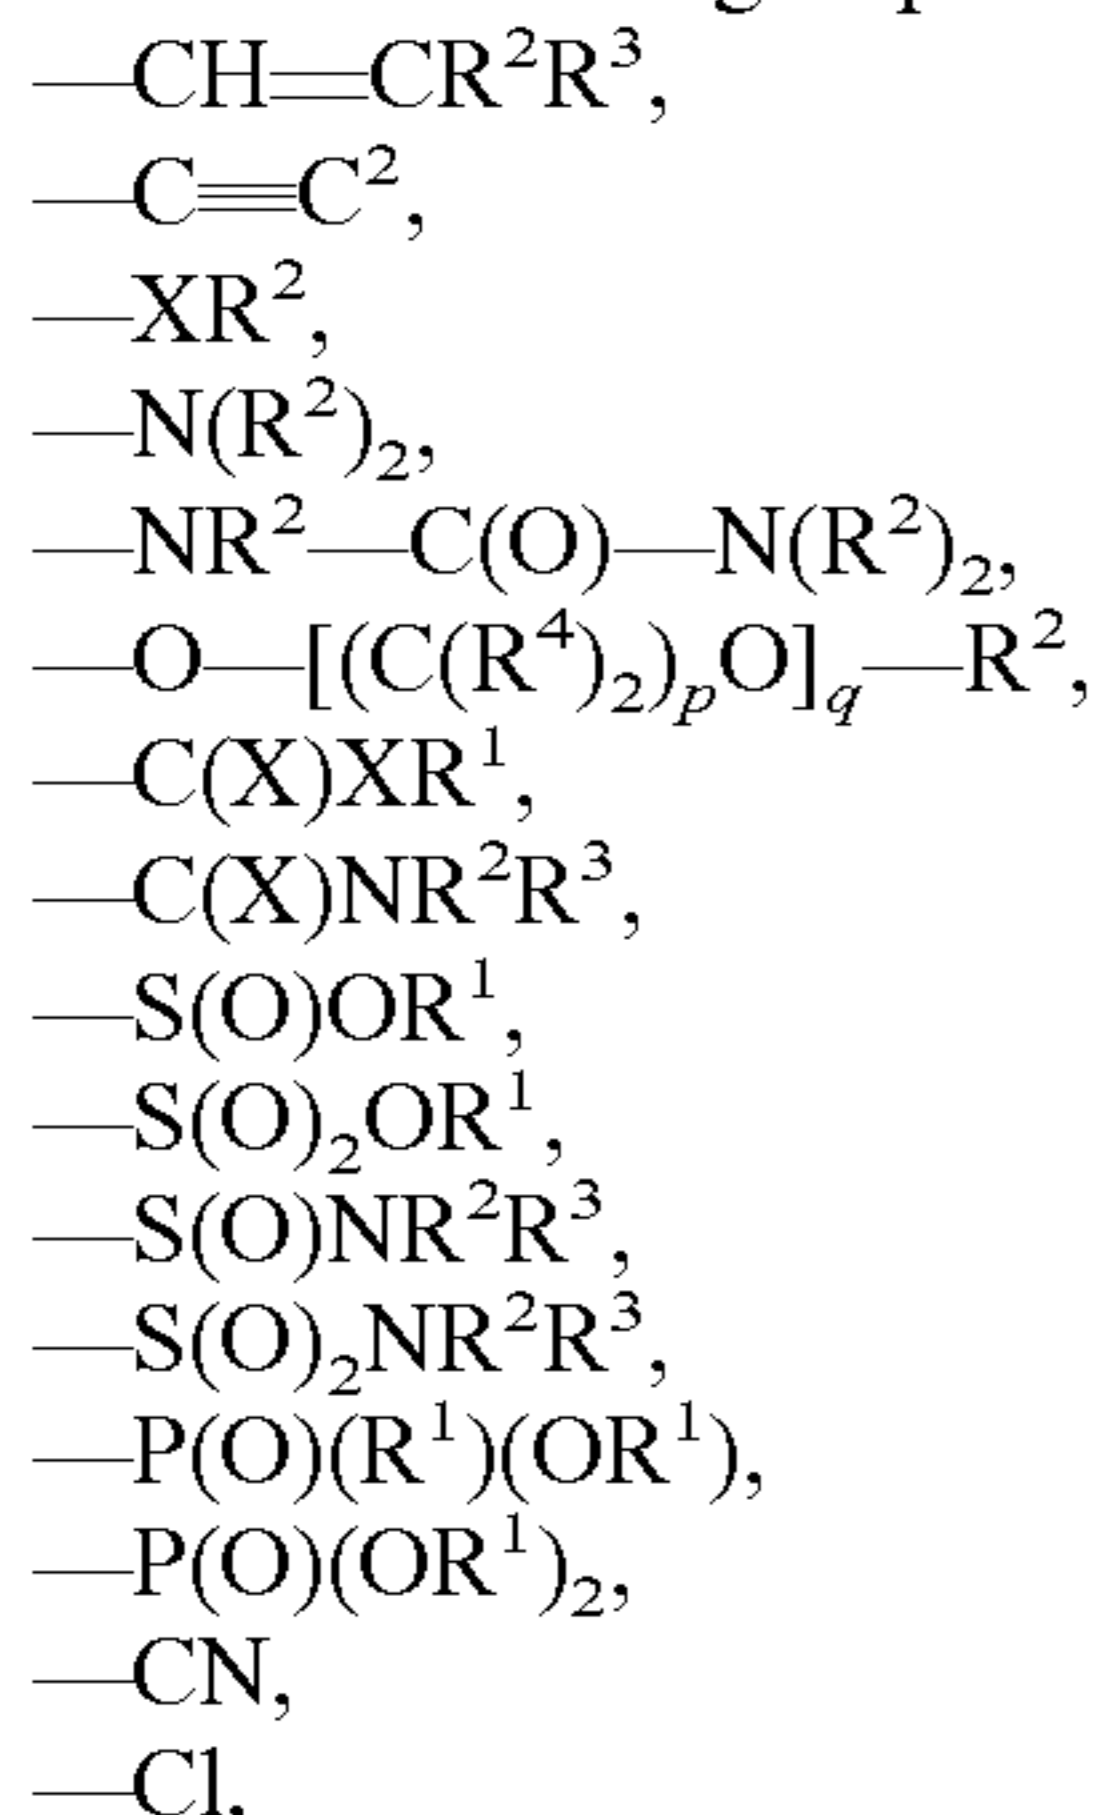 —CH═CR²R³,
—C≡C²,
—XR²,
—N(R²)₂,
—NR²—C(O)—N(R²)₂,
—O—[(C(R⁴)₂)ₚO]q—R²,
—C(X)XR¹,
—C(X)NR²R³,
—S(O)OR¹,
—S(O)₂OR¹,
—S(O)NR²R³,
—S(O)₂NR²R³,
—P(O)(R¹)(OR¹),
—P(O)(OR¹)₂,
—CN,
—Cl,